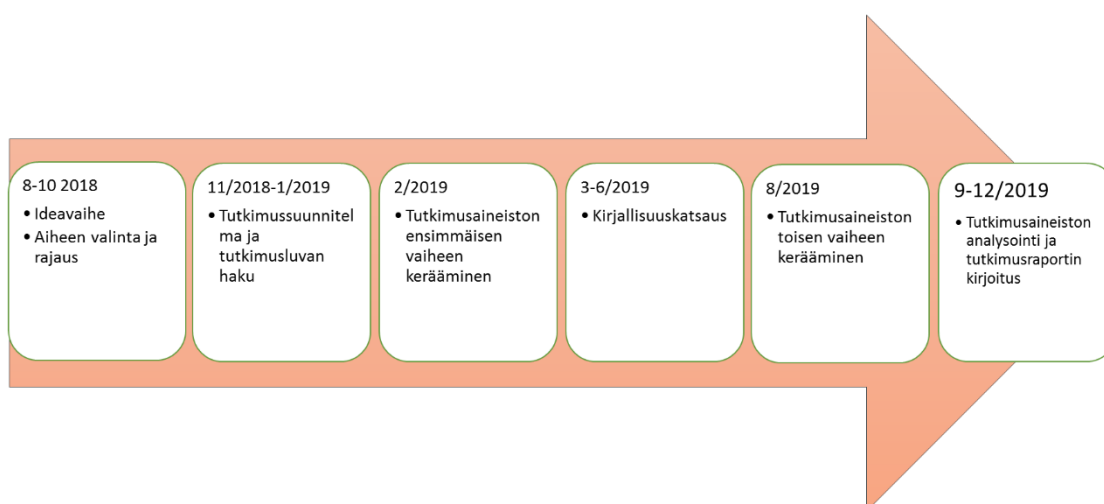 8-10 2018
• Ideavaihe
• Aiheen valinta ja
rajaus
11/2018-1/2019
• Tutkimussuunnitel
ma ja
tutkimusluvan
haku
2/2019
• Tutkimusaineiston
ensimmäisen
vaiheen
kerääminen
3-6/2019
• Kirjallisuuskatsaus
8/2019
• Tutkimusaineiston
toisen vaiheen
kerääminen
9-12/2019
• Tutkimusaineiston
analysointi ja
tutkimusraportin
kirjoitus